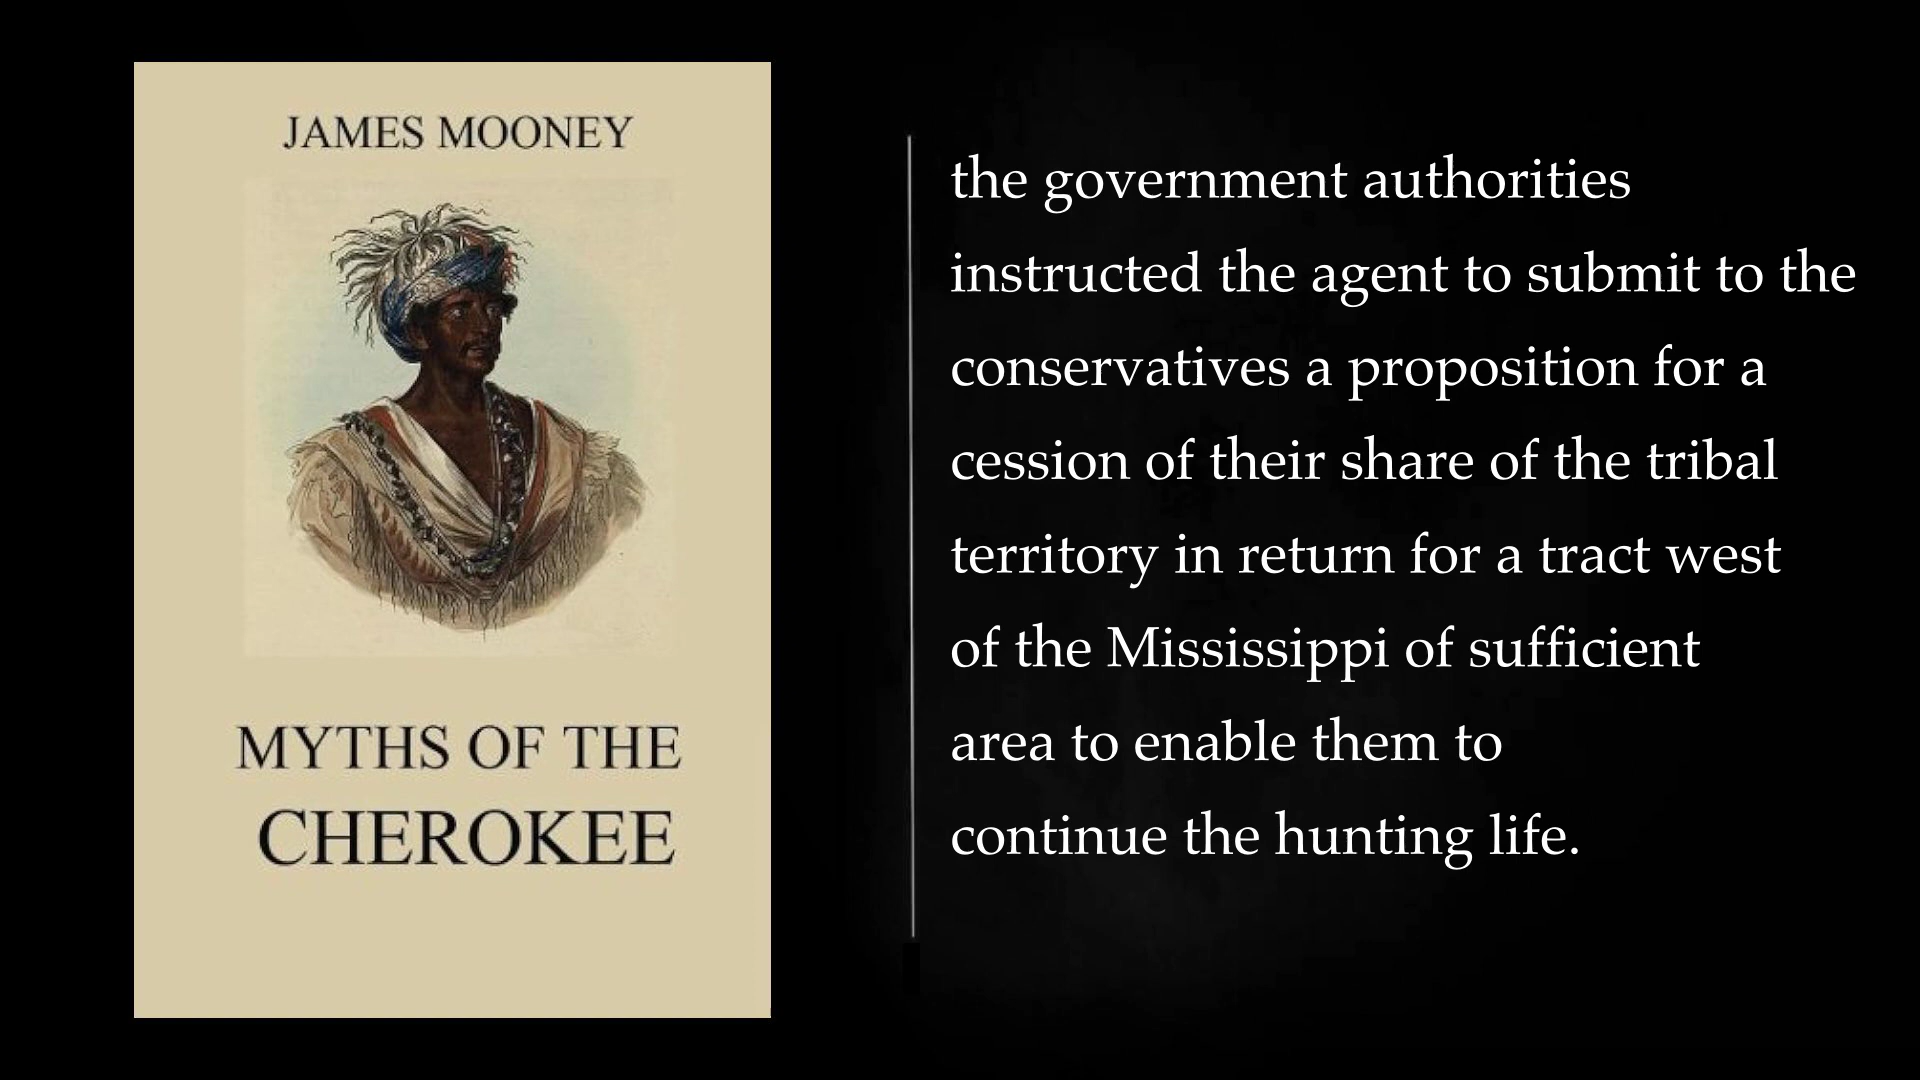 JAMES MOONEY
MYTHS OF THE
CHEROKEE
the government authorities
instructed the agent to submit to the
conservatives a proposition for a
cession of their share of the tribal
territory in return for a tract west
of the Mississippi of sufficient
area to enable them to
continue the hunting life.